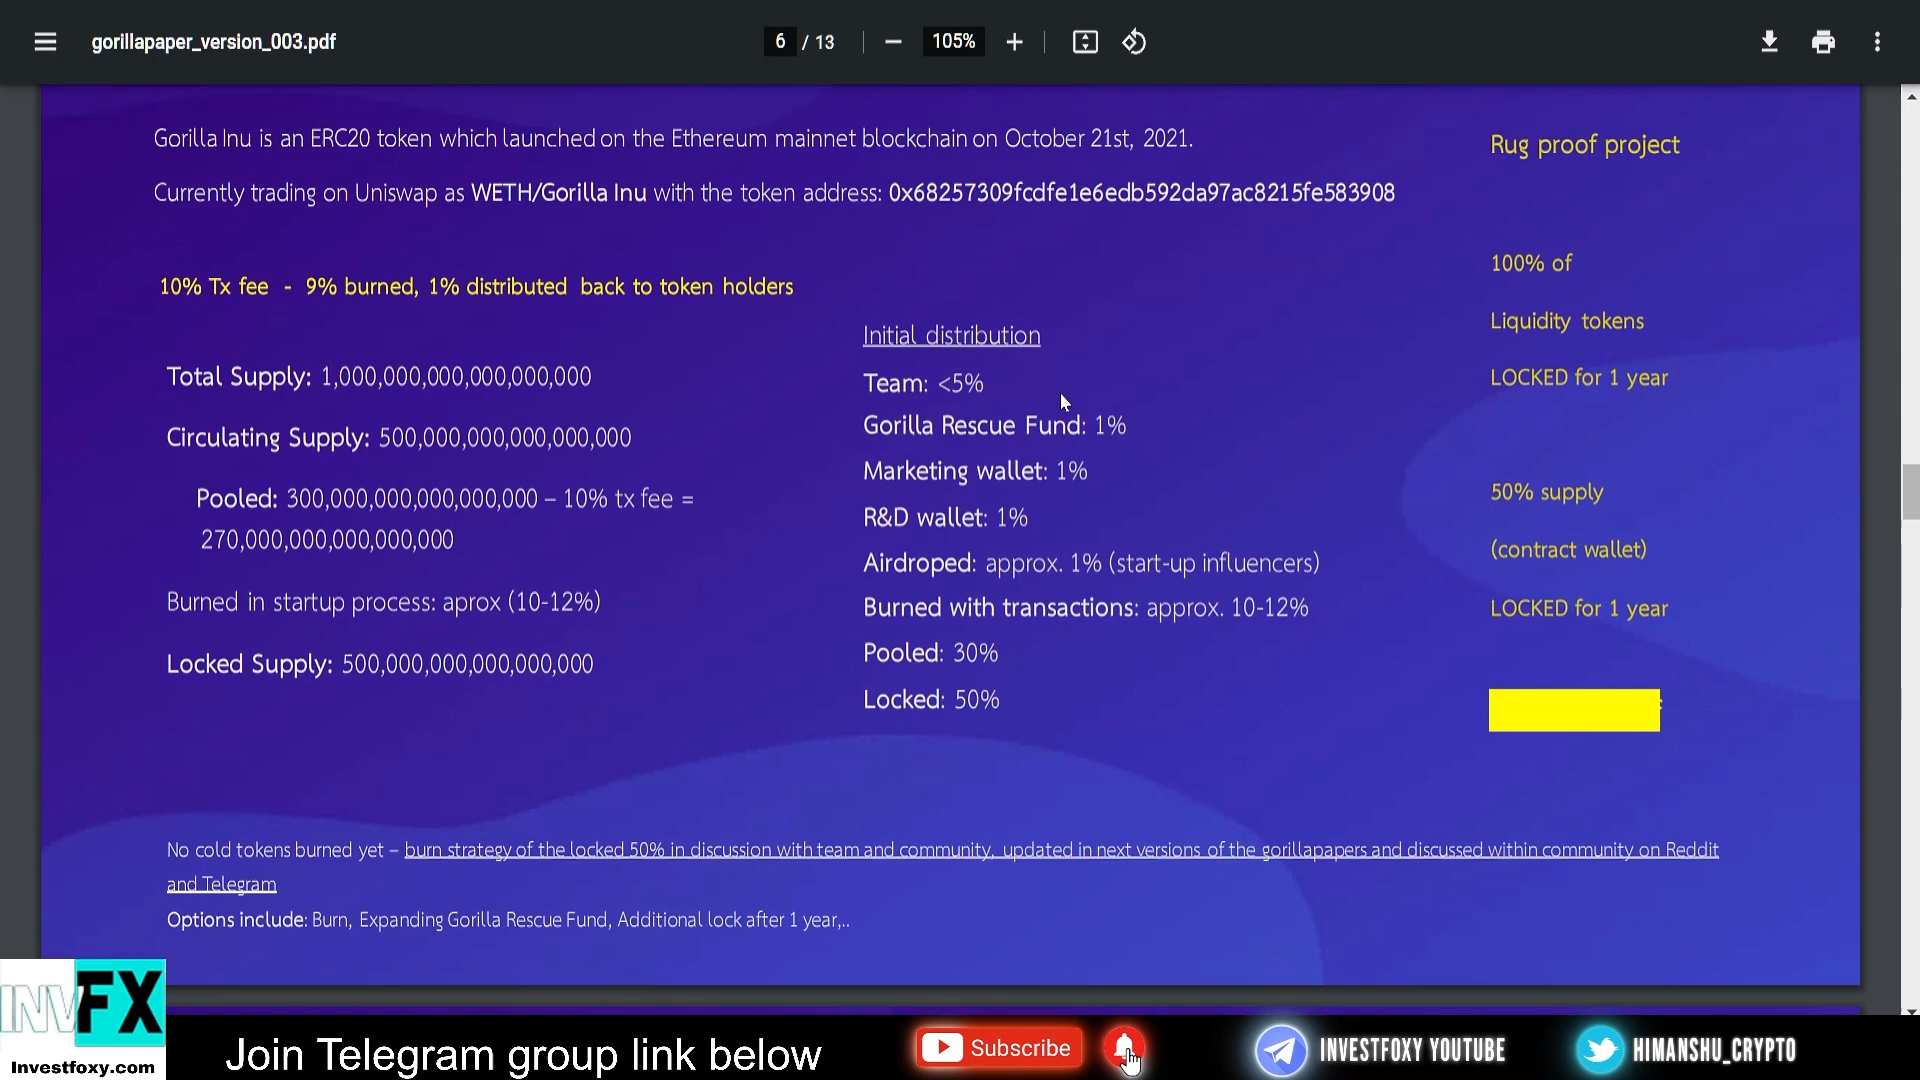 gorillapaper_version_003.pdf
6 / 13
105%
Gorilla Inu is an ERC20 token which launched on the Ethereum mainnet blockchain on October 21st, 2021.
Currently trading on Uniswap as WETH/Gorilla Inu with the token address: 0x68257309fcdfe1e6edb592da97ac8215fe583908
10% Tx fee - 9% burned, 1% distributed back to token holders
Total Supply: 1,000,000,000,000,000,000
Circulating Supply: 500,000,000,000,000,000
Pooled: 300,000,000,000,000,000 – 10% tx fee =
270,000,000,000,000,000
Burned in startup process: aprox (10-12%)
Locked Supply: 500,000,000,000,000,000
Initial distribution
Team: <5%
Gorilla Rescue Fund: 1%
Marketing wallet: 1%
R&D wallet: 1%
Airdroped: approx. 1% (start-up influencers)
Burned with transactions: approx. 10-12%
Pooled: 30%
Locked: 50%
Rug proof project
100% of
Liquidity tokens
LOCKED for 1 year
50% supply
(contract wallet)
LOCKED for 1 year
No cold tokens burned yet – burn strategy of the locked 50% in discussion with team and community, updated in next versions of the gorillapapers and discussed within community on Reddit
and Telegram
Options include: Burn, Expanding Gorilla Rescue Fund, Additional lock after 1 year,..
INVFX
Investfoxy.com
Join Telegram group link below
Subscribe
INVESTFOXY YOUTUBE
HIMANSHU_CRYPTO